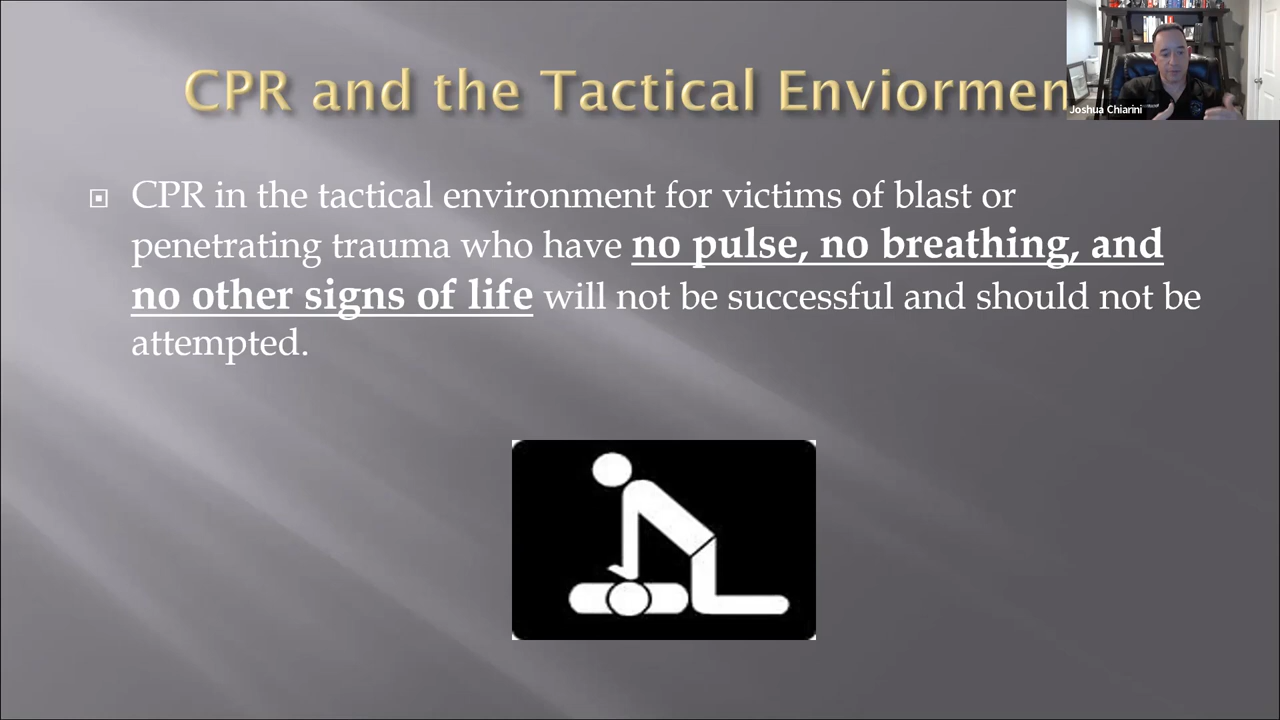 CPR and the Tactical Enviormen
Joshua Chiarini
CPR in the tactical environment for victims of blast or
penetrating trauma who have no pulse, no breathing, and
no other signs of life will not be successful and should not be
attempted.